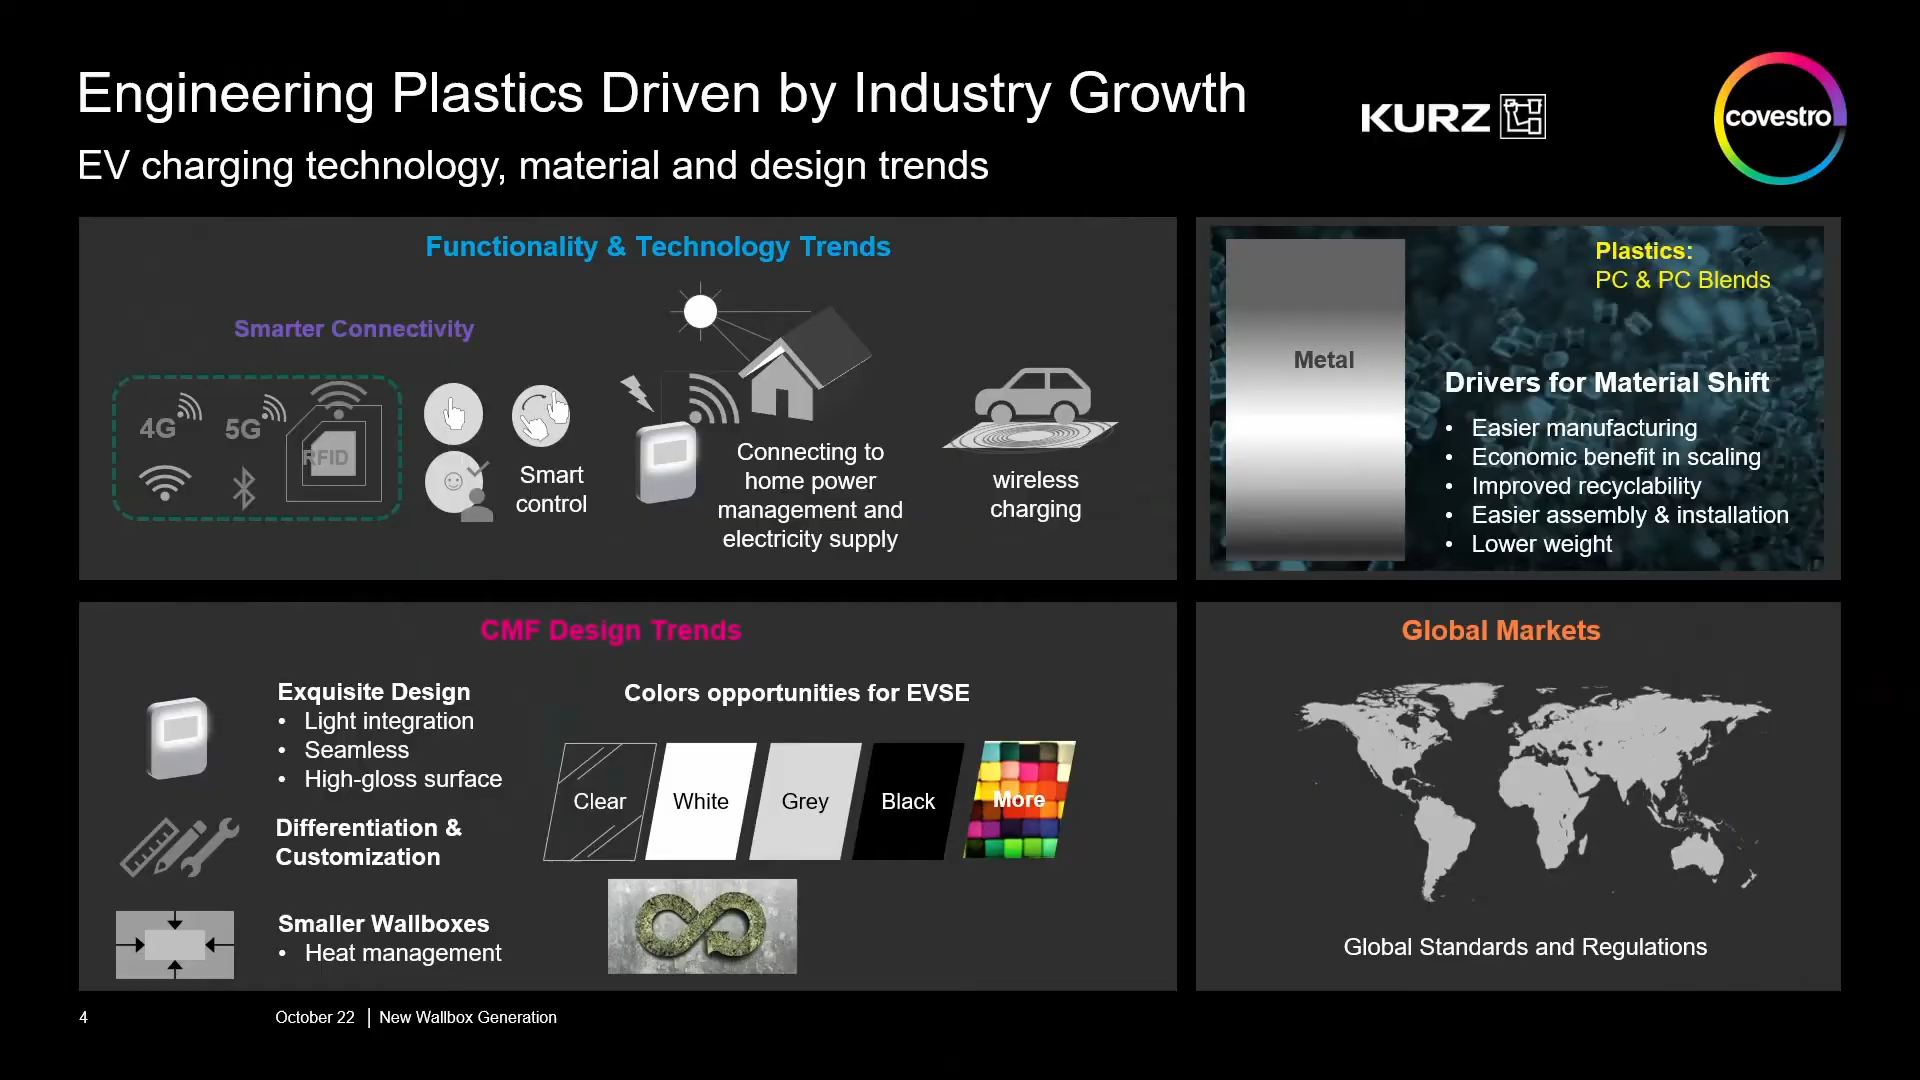 Engineering Plastics Driven by Industry Growth
EV charging technology, material and design trends
KURZ
covestro
Functionality & Technology Trends
Smarter Connectivity
4G
5G
RFID
Smart
control
Connecting to
home power
management and
electricity supply
wireless
charging
Metal
Plastics:
PC & PC Blends
Drivers for Material Shift
• Easier manufacturing
• Economic benefit in scaling
• Improved recyclability
• Easier assembly & installation
• Lower weight
CMF Design Trends
Exquisite Design
• Light integration
• Seamless
• High-gloss surface
Differentiation &
Customization
Smaller Wallboxes
• Heat management
Colors opportunities for EVSE
Clear
White
Grey
Black
More
Global Markets
Global Standards and Regulations
4
October 22 | New Wallbox Generation